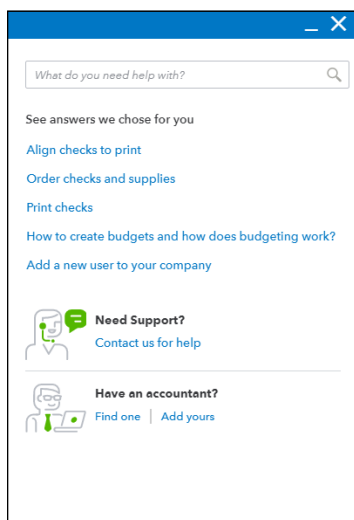 What do you need help with?
See answers we chose for you
Align checks to print
Order checks and supplies
Print checks
How to create budgets and how does budgeting work?
Add a new user to your company
Need Support?
Contact us for help
Have an accountant?
Find one | Add yours